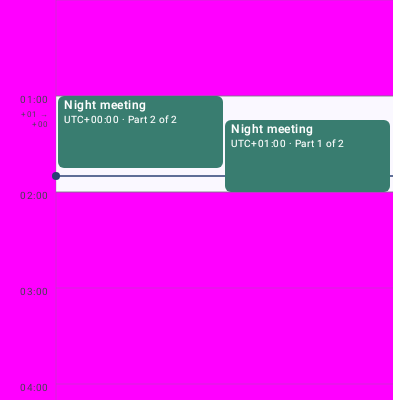 01:00
+01 →
+00
Night meeting
UTC+00:00 · Part 2 of 2
Night meeting
UTC+01:00 · Part 1 of 2
02:00
03:00
04:00